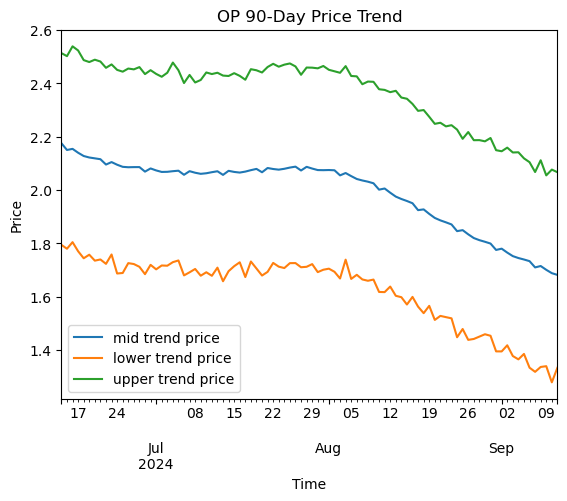 OP 90-Day Price Trend
2.6
2.4
2.2
2.0
1.8
1.6
1.4
Price
mid trend price
lower trend price
upper trend price
17 24 08 15 22 29 05 12 19 26 02 09
Jul Aug Sep
2024
Time